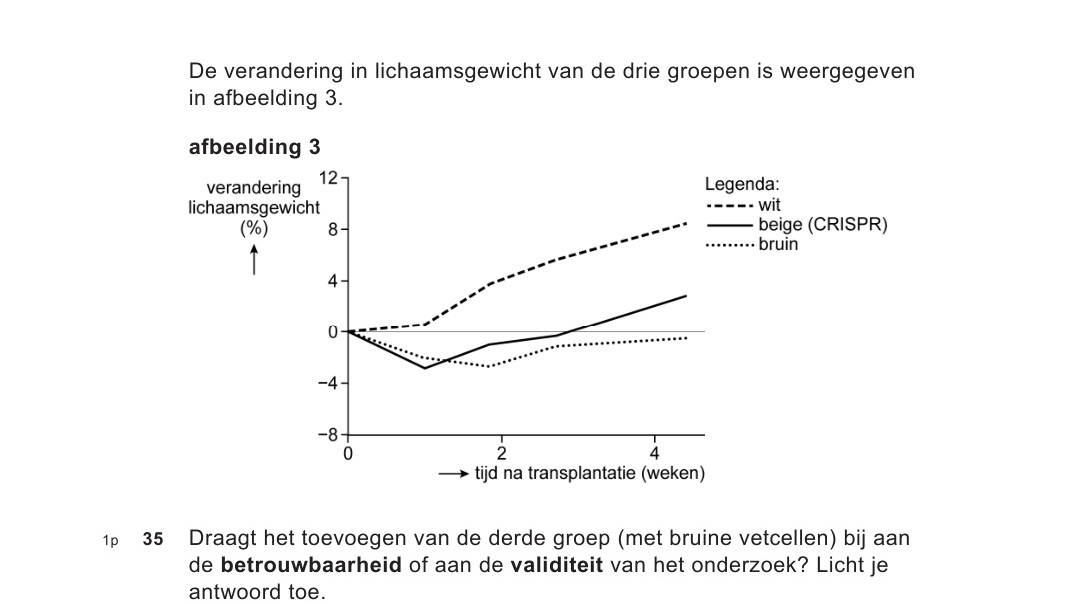 De verandering in lichaamsgewicht van de drie groepen is weergegeven
in afbeelding 3.
afbeelding 3
verandering
lichaamsgewicht
(%)
12
8
4
0
−4
−8
0
2
4
tijd na transplantatie (weken)
Legenda:
wit
beige (CRISPR)
bruin
1p 35 Draagt het toevoegen van de derde groep (met bruine vetcellen) bij aan
de betrouwbaarheid of aan de validiteit van het onderzoek? Licht je
antwoord toe.